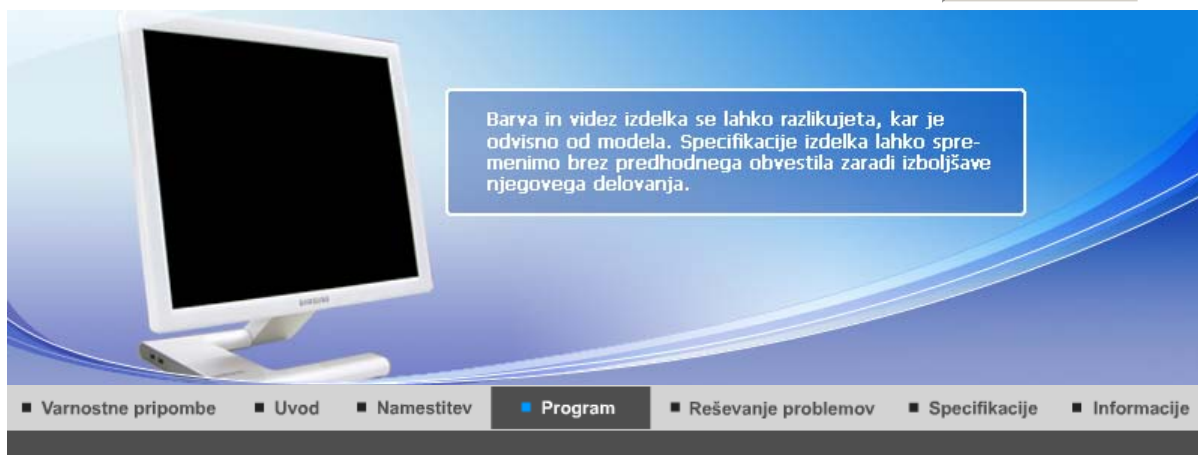 Barva in videz izdelka se lahko razlikujeta, kar je
odvisno od modela. Specifikacije izdelka lahko spre-
menimo brez predhodnega obvestila zaradi izboljšave
njegovega delovanja.
SAMSUNG
Varnostne pripombe
Uvod
Namestitev
Program
Reševanje problemov
Specifikacije
Informacije